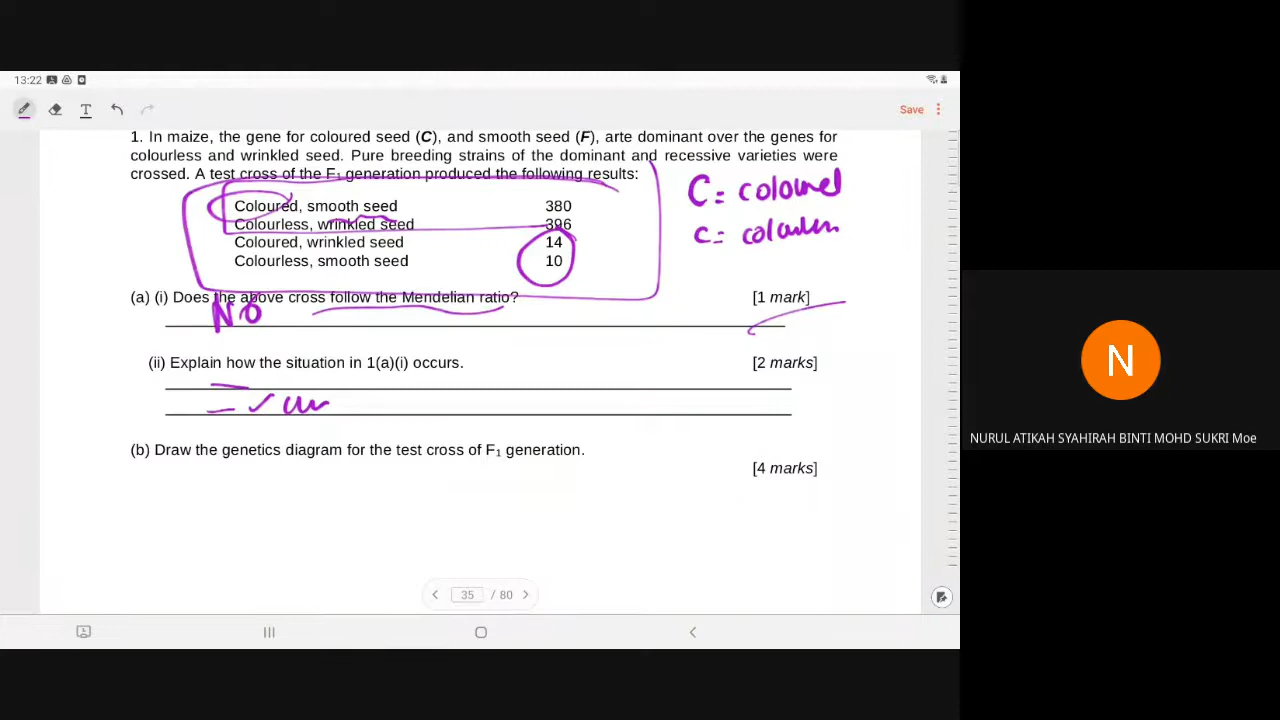 13:22
T
Save
1. In maize, the gene for coloured seed (C), and smooth seed (F), arte dominant over the genes for
colourless and wrinkled seed. Pure breeding strains of the dominant and recessive varieties were
crossed. A test cross of the F₁ generation produced the following results:
C = coloured
Coloured, smooth seed 380
Colourless, wrinkled seed 396
c =
Coloured, wrinkled seed 14
Colourless, smooth seed 10
(a) (i) Does the above cross follow the Mendelian ratio? [1 mark]
NO
(ii) Explain how the situation in 1(a)(i) occurs. [2 marks]
(b) Draw the genetics diagram for the test cross of F₁ generation.
[4 marks]
35 / 80
N
NURUL ATIKAH SYAHIRAH BINTI MOHD SUKRI Moe